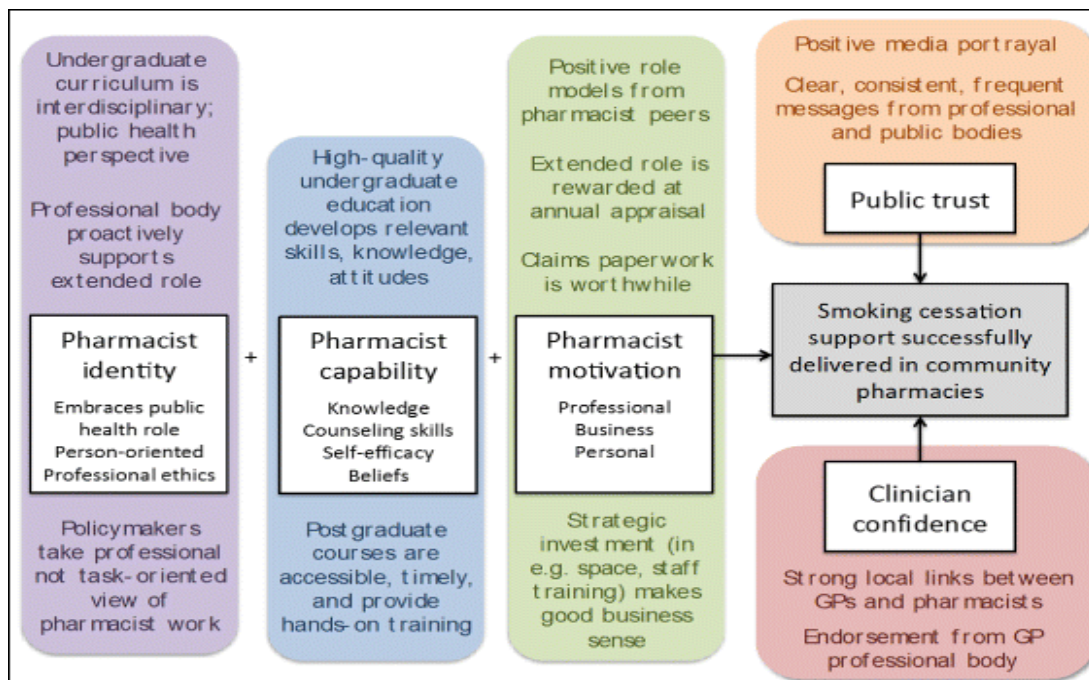 Undergraduate
curriculum is
interdisciplinary;
public health
perspective
Professional body
proactively
supports
extended role
Pharmacist
identity
Embraces public
health role
Person-oriented
Professional ethics
Policymakers
take professional
not task-oriented
view of
pharmacist work
+
High-quality
undergraduate
education
develops relevant
skills, knowledge,
attitudes
Pharmacist
capability
Knowledge
Counseling skills
Self-efficacy
Beliefs
Postgraduate
courses are
accessible, timely,
and provide
hands-on training
+
Positive role
models from
pharmacist peers
Extended role is
rewarded at
annual appraisal
Claims paperwork
is worthwhile
Pharmacist
motivation
Professional
Business
Personal
Strategic
investment (in
e.g. space, staff
training) makes
good business
sense
Positive media portrayal
Clear, consistent, frequent
messages from professional
and public bodies
Public trust
Smoking cessation
support successfully
delivered in community
pharmacies
Clinician
confidence
Strong local links between
GPs and pharmacists
Endorsement from GP
professional body